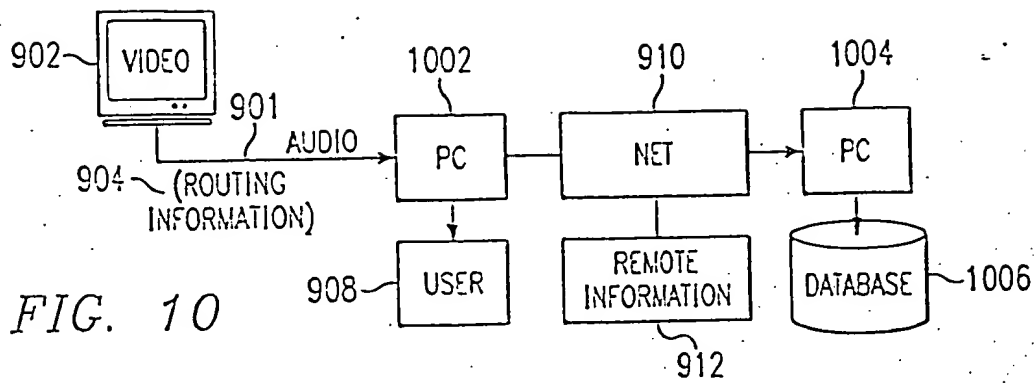 902
VIDEO
901
AUDIO
904
(ROUTING
INFORMATION)
1002
PC
908
USER
910
NET
REMOTE
INFORMATION
912
1004
PC
DATABASE
1006
FIG. 10